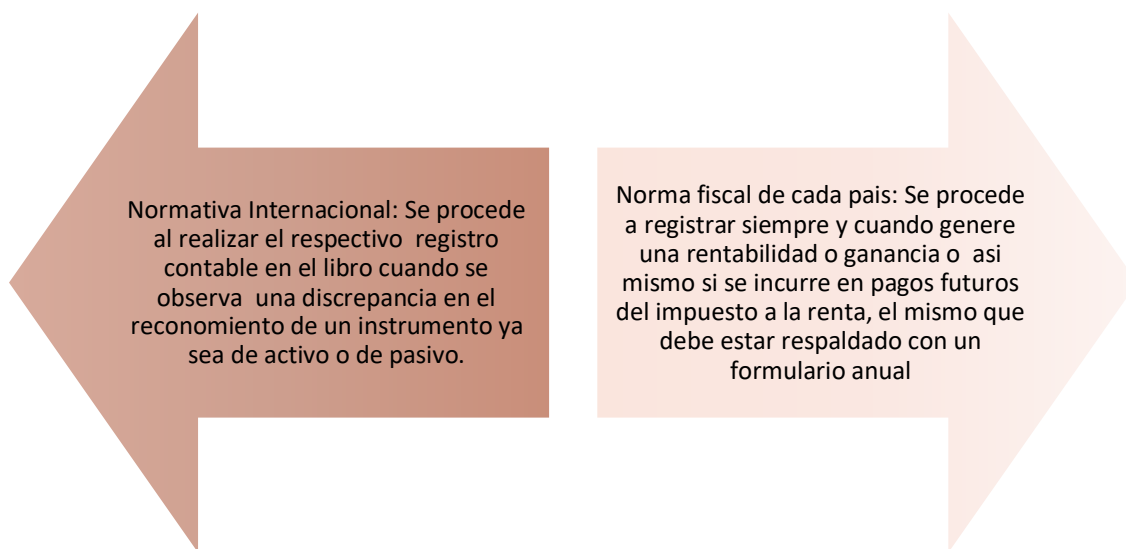 Normativa Internacional: Se procede
al realizar el respectivo registro
contable en el libro cuando se
observa una discrepancia en el
reconomiento de un instrumento ya
sea de activo o de pasivo.
Norma fiscal de cada pais: Se procede
a registrar siempre y cuando genere
una rentabilidad o ganancia o asi
mismo si se incurre en pagos futuros
del impuesto a la renta, el mismo que
debe estar respaldado con un
formulario anual